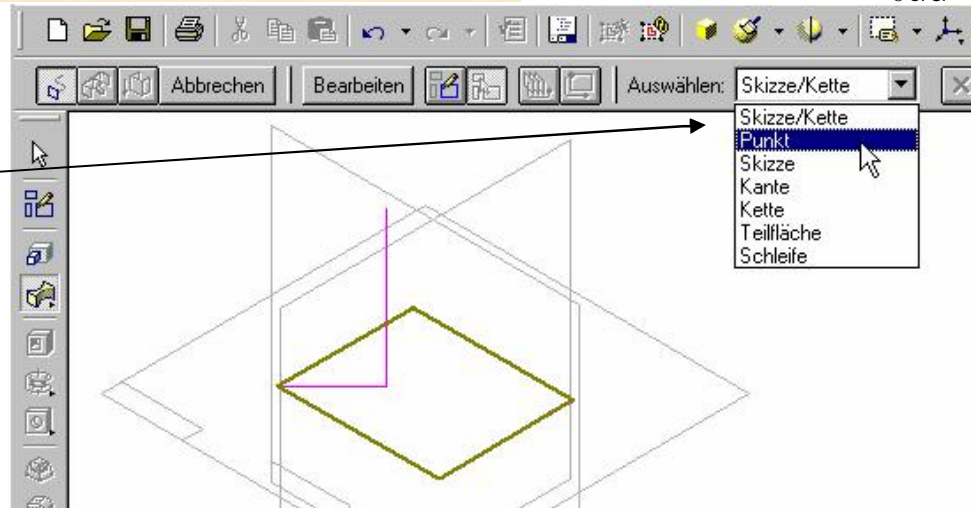 Abbrechen Bearbeiten Auswählen: Skizze/Kette
Skizze/Kette
Punkt
Skizze
Kante
Kette
Teilfläche
Schleife